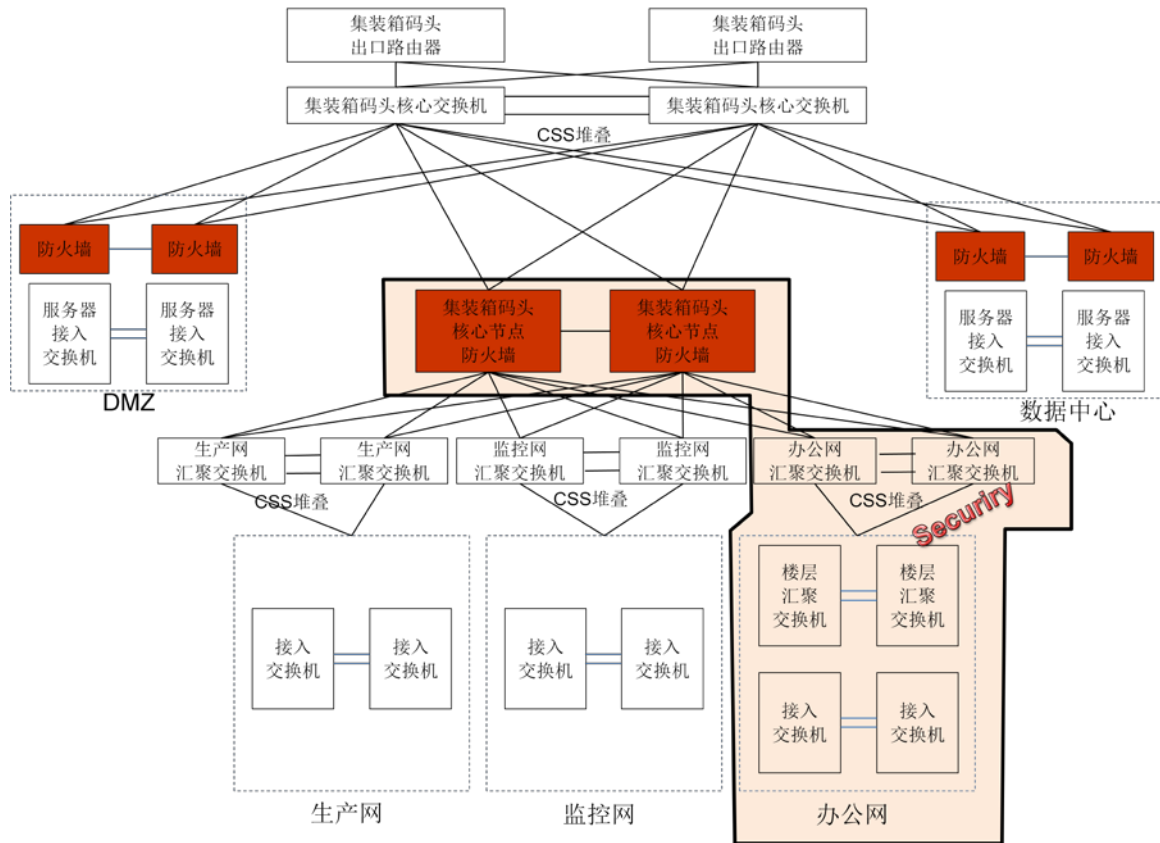 集装箱码头
出口路由器
集装箱码头
出口路由器
集装箱码头核心交换机
集装箱码头核心交换机
CSS堆叠
防火墙
防火墙
服务器
接入
交换机
服务器
接入
交换机
DMZ
集装箱码头
核心节点
防火墙
集装箱码头
核心节点
防火墙
防火墙
防火墙
服务器
接入
交换机
服务器
接入
交换机
数据中心
生产网
汇聚交换机
生产网
汇聚交换机
CSS堆叠
监控网
汇聚交换机
监控网
汇聚交换机
CSS堆叠
办公网
汇聚交换机
办公网
汇聚交换机
CSS堆叠
Securiry
接入
交换机
接入
交换机
生产网
接入
交换机
接入
交换机
监控网
楼层
汇聚
交换机
楼层
汇聚
交换机
接入
交换机
接入
交换机
办公网